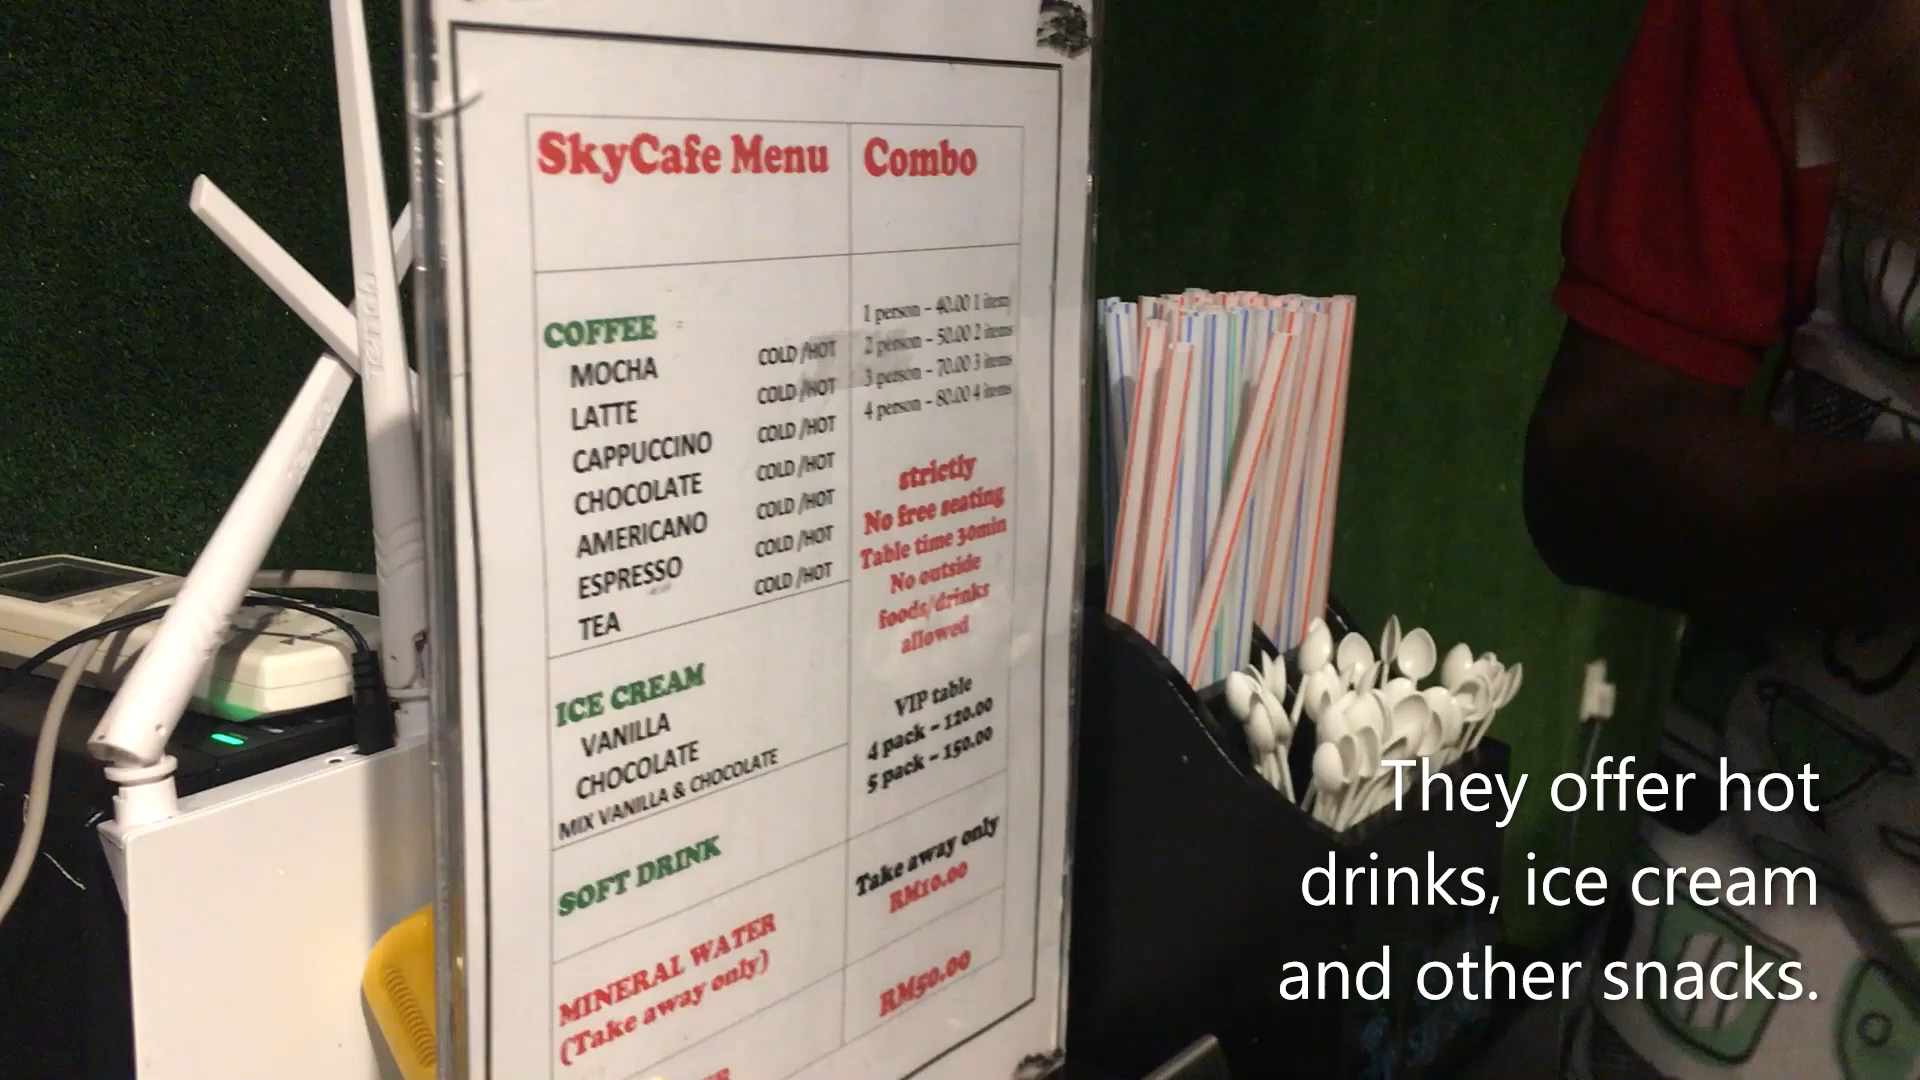 SkyCafe Menu
Combo
COFFEE
MOCHA COLD /HOT
LATTE COLD /HOT
CAPPUCCINO COLD /HOT
CHOCOLATE COLD /HOT
AMERICANO COLD /HOT
ESPRESSO COLD /HOT
TEA COLD /HOT
1 person – 40.00 1 item
2 person – 50.00 2 items
3 person – 70.00 3 items
4 person – 80.00 4 items
strictly
No free seating
Table time 30min
No outside
foods/drinks
allowed
ICE CREAM
VANILLA
CHOCOLATE
MIX VANILLA & CHOCOLATE
VIP table
4 pack – 120.00
5 pack – 150.00
SOFT DRINK
Take away only
RM10.00
MINERAL WATER
(Take away only)
RM50.00
Tenda
They offer hot
drinks, ice cream
and other snacks.